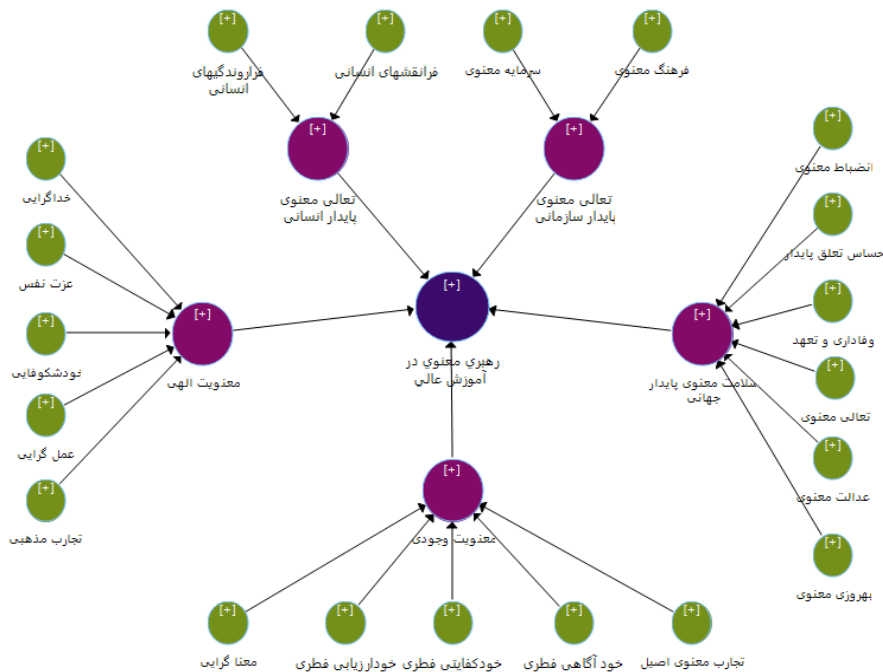 [+]
[+]
[+]
[+]
فرهنگ معنوی
سرمایه معنوی
فرانقشهای انسانی
فراروندگیهای
انسانی
[+]
[+]
[+]
[+]
انضباط معنوی
خداگرایی
تعالی معنوی
پایدار سازمانی
تعالی معنوی
پایدار انسانی
[+]
[+]
حساس تعلق پایدار
عزت نفس
[+]
[+]
[+]
[+]
[+]
وفاداری و تعهد
[+]
رهبري معنوي در
آموزش عالي
خودشکوفایی
معنویت الهی
سلامت معنوی پایدار
جهانی
[+]
[+]
تعالی معنوی
عمل گرایی
[+]
[+]
[+]
عدالت معنوی
تجارب مذهبی
معنویت وجودی
[+]
بهروزی معنوی
[+]
[+]
[+]
[+]
[+]
تجارب معنوی اصیل
خود آگاهی فطری
خودکفایتی فطری
خودارزیابی فطری
معنا گرایی